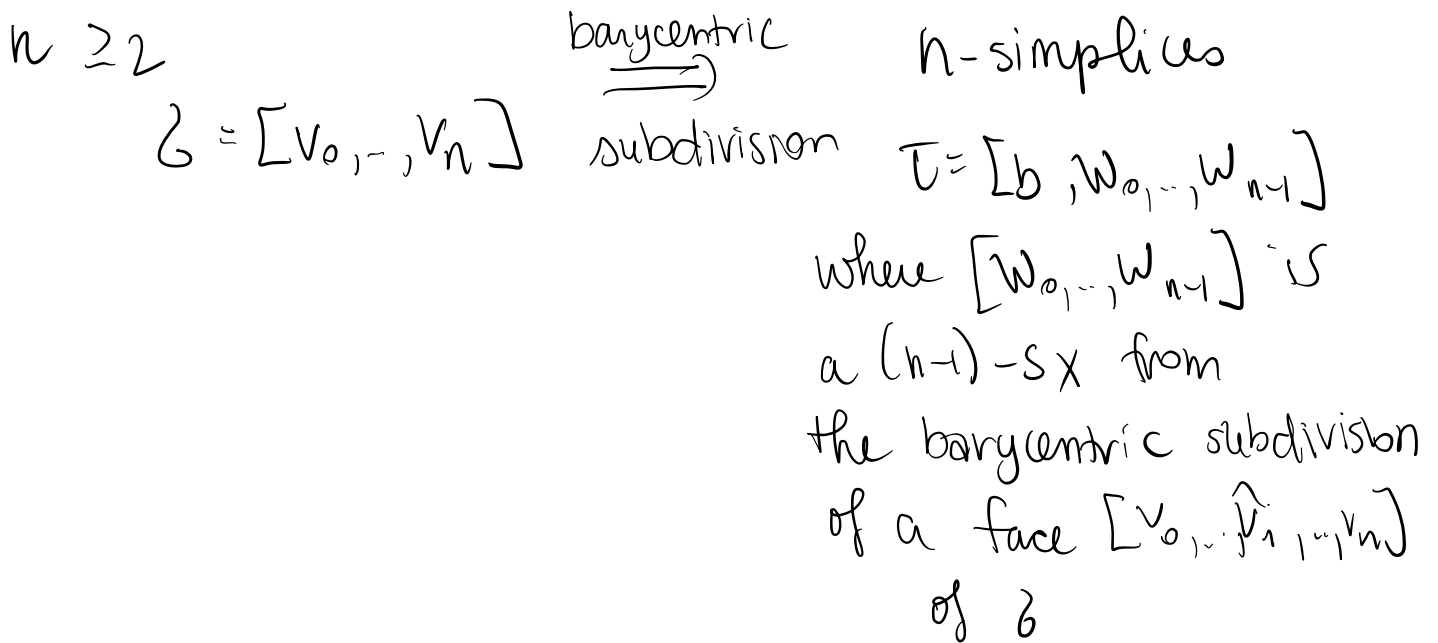 n ≥ 2
σ = [v₀, .., vₙ]
barycentric
⟹
subdivision
n-simplices
τ = [b, w₀, .., wₙ₋₁]
where [w₀, .., wₙ₋₁] is
a (n-1)-sx from
the barycentric subdivision
of a face [v₀, .., v̂ᵢ, .., vₙ]
of σ